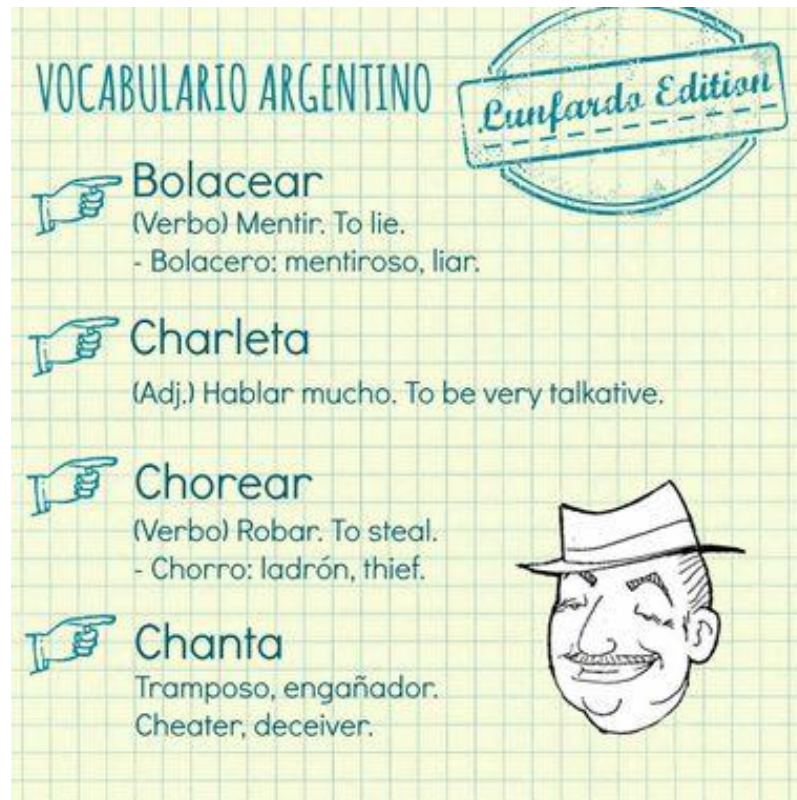 VOCABULARIO ARGENTINO
Lunfardo Edition
Bolacear
(Verbo) Mentir. To lie.
- Bolacero: mentiroso, liar.
Charleta
(Adj.) Hablar mucho. To be very talkative.
Chorear
(Verbo) Robar. To steal.
- Chorro: ladrón, thief.
Chanta
Tramposo, engañador.
Cheater, deceiver.